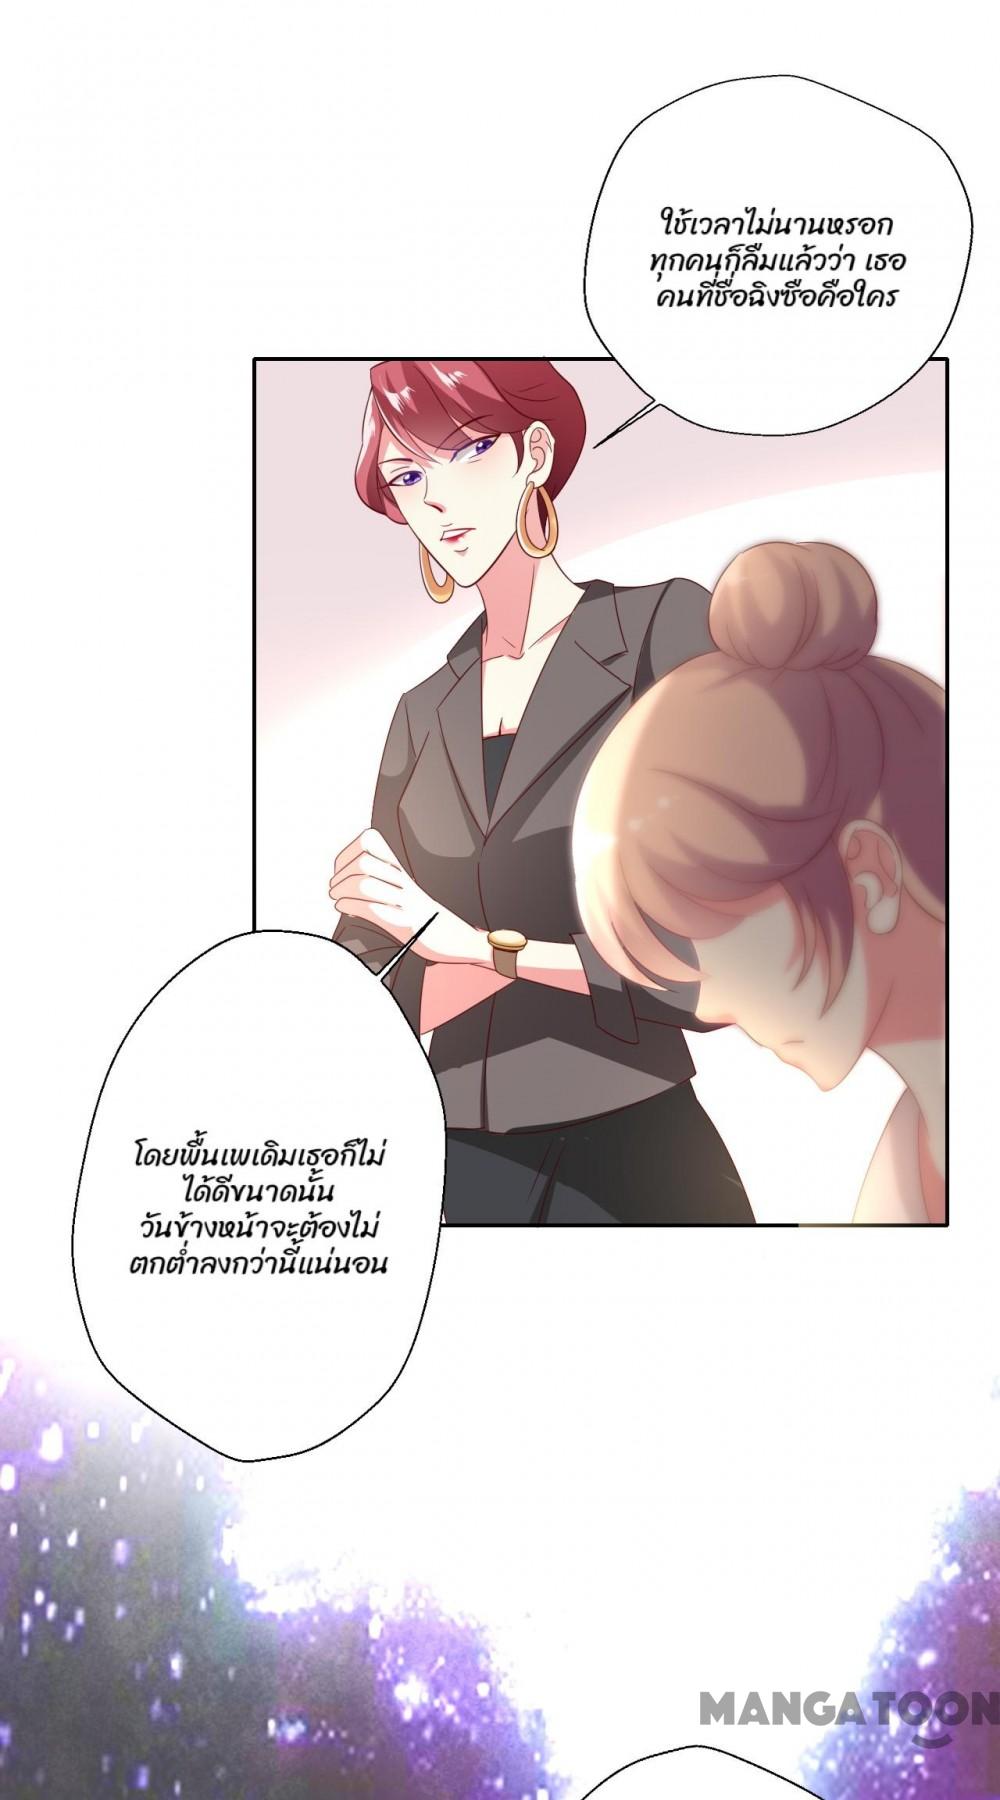 ใช้เวลาไม่นานหรอก
ทุกคนก็ลืมแล้วว่า เธอ
คนที่ชื่อฉิงซือคือใคร
โดยพื้นเพเดิมเธอก็ไม่
ได้ดีขนาดนั้น
วันข้างหน้าจะต้องไม่
ตกต่ำลงกว่านี้แน่นอน
MANGATOON